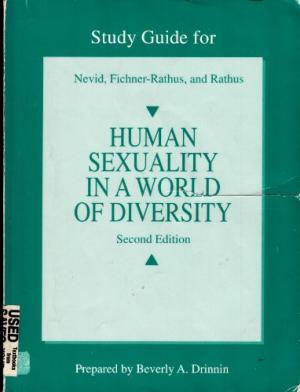 Study Guide for
Nevid, Fichner-Rathus, and Rathus
HUMAN
SEXUALITY
IN A WORLD
OF DIVERSITY
Second Edition
Prepared by Beverly A. Drinnin
USED
Textbooks